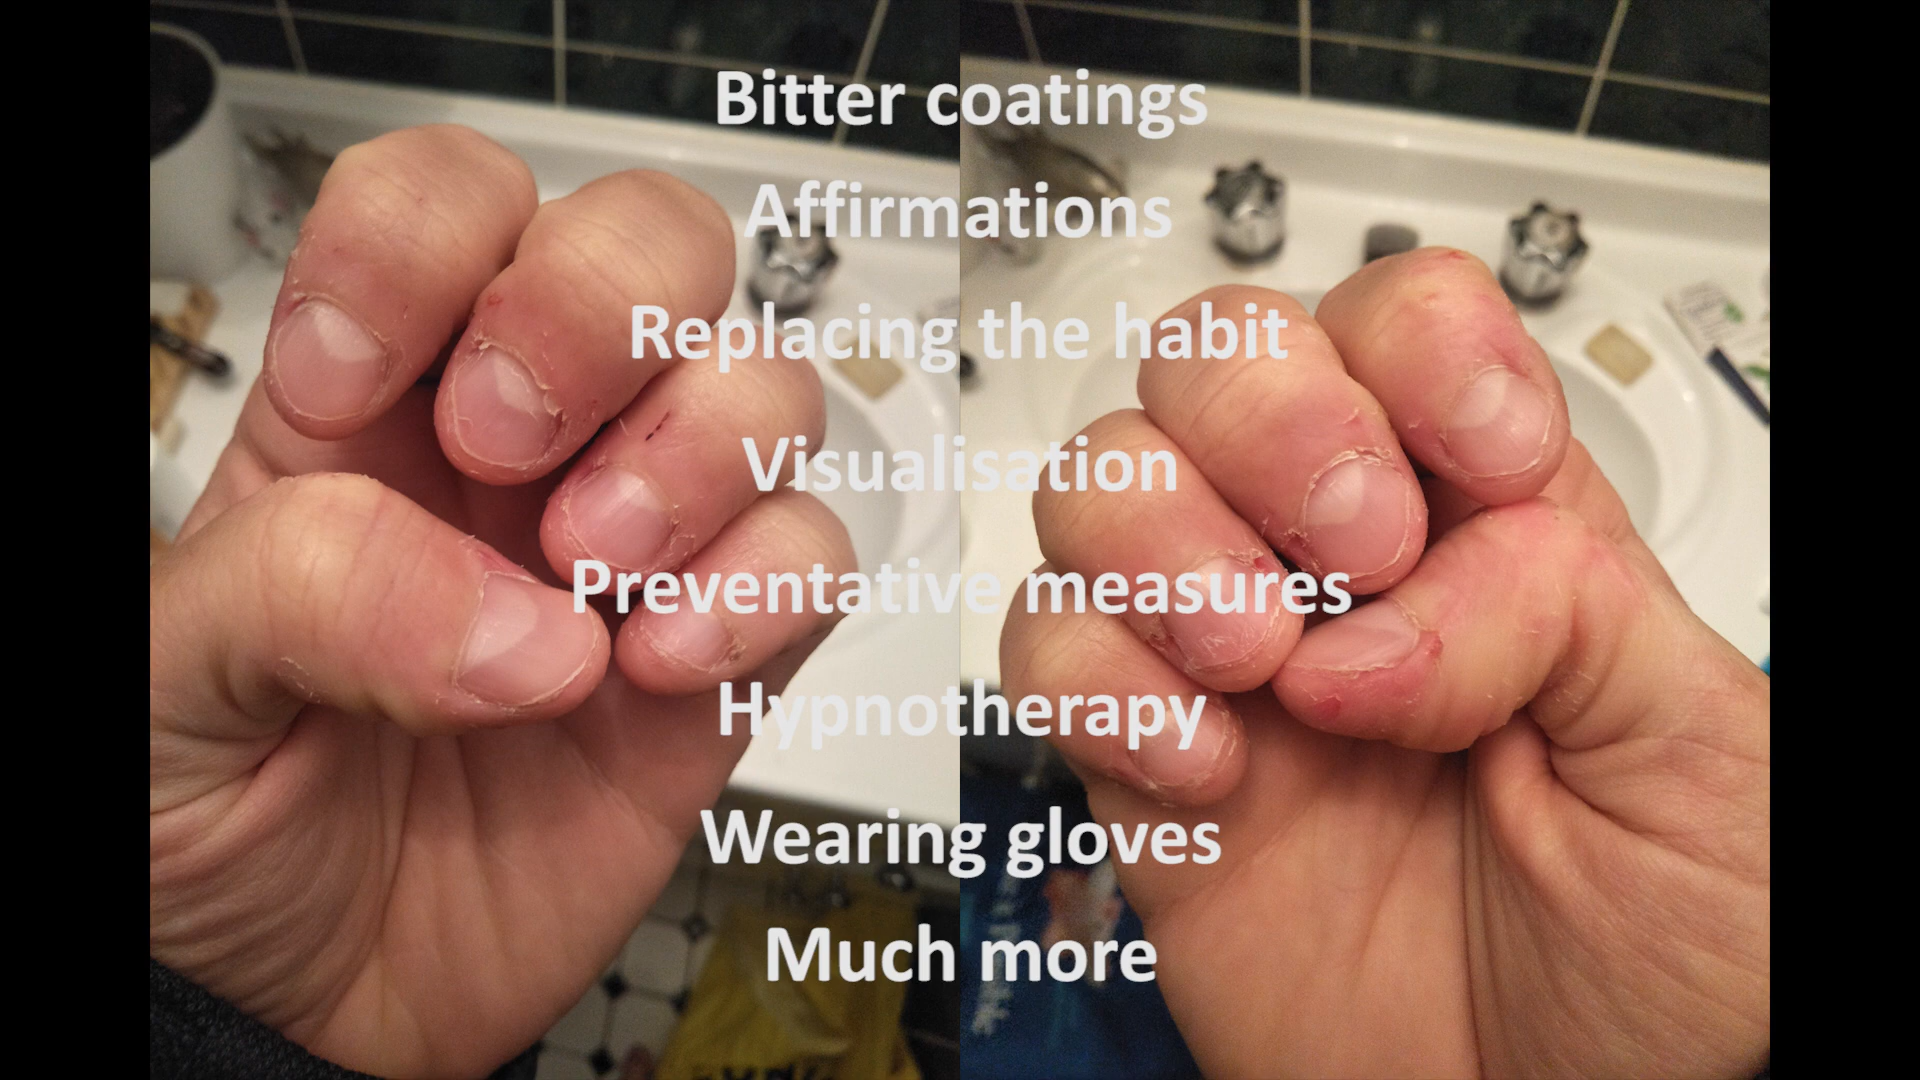 Bitter coatings
Affirmations
Replacing the habit
Visualisation
Preventative measures
Hypnotherapy
Wearing gloves
Much more